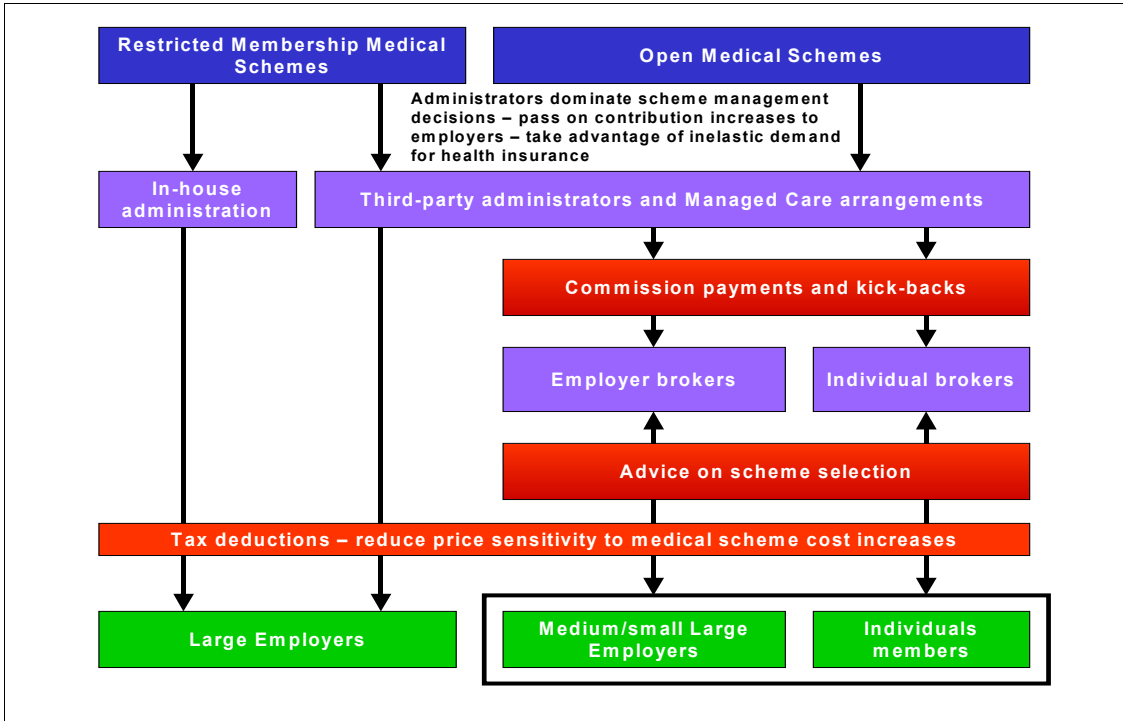 Restricted Membership Medical
Schemes
Open Medical Schemes
Administrators dominate scheme management
decisions – pass on contribution increases to
employers – take advantage of inelastic demand
for health insurance
In-house
administration
Third-party administrators and Managed Care arrangements
Commission payments and kick-backs
Employer brokers
Individual brokers
Advice on scheme selection
Tax deductions – reduce price sensitivity to medical scheme cost increases
Large Employers
Medium/small Large
Employers
Individuals
members